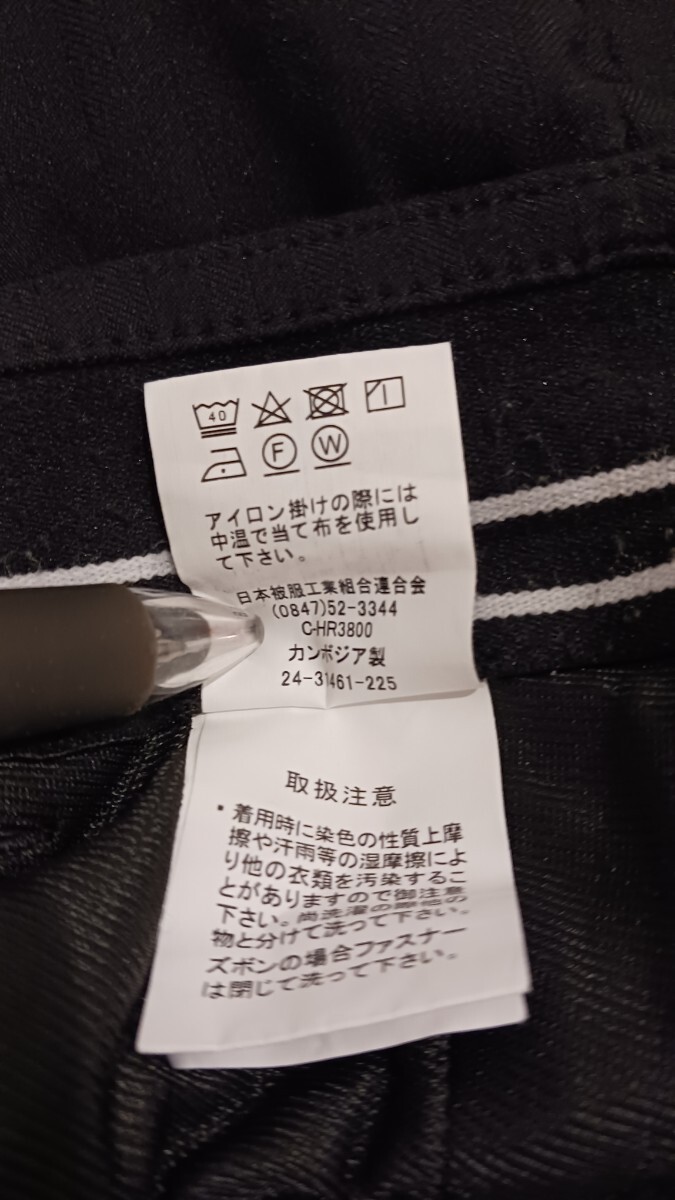 40
F W
アイロン掛けの際には
中温で当て布を使用し
て下さい。
日本被服工業組合連合会
(0847)52-3344
C-HR3800
カンボジア製
24-31461-225
取扱注意
・着用時に染色の性質上摩
擦や汗雨等の湿摩擦によ
り他の衣類を汚染するこ
とがありますので御注意
下さい。尚洗濯の際他の
物と分けて洗って下さい。
ズボンの場合ファスナー
は閉じて洗って下さい。